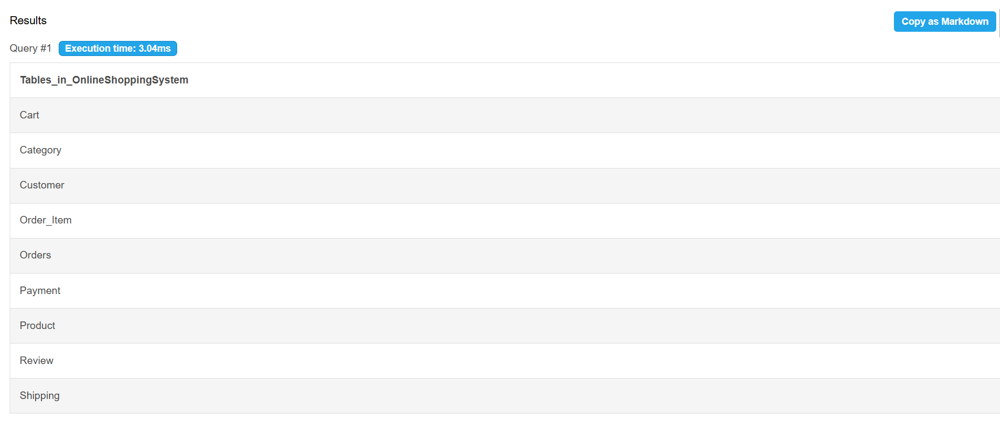 Results
Copy as Markdown
Query #1 Execution time: 3.04ms
Tables_in_OnlineShoppingSystem
Cart
Category
Customer
Order_Item
Orders
Payment
Product
Review
Shipping